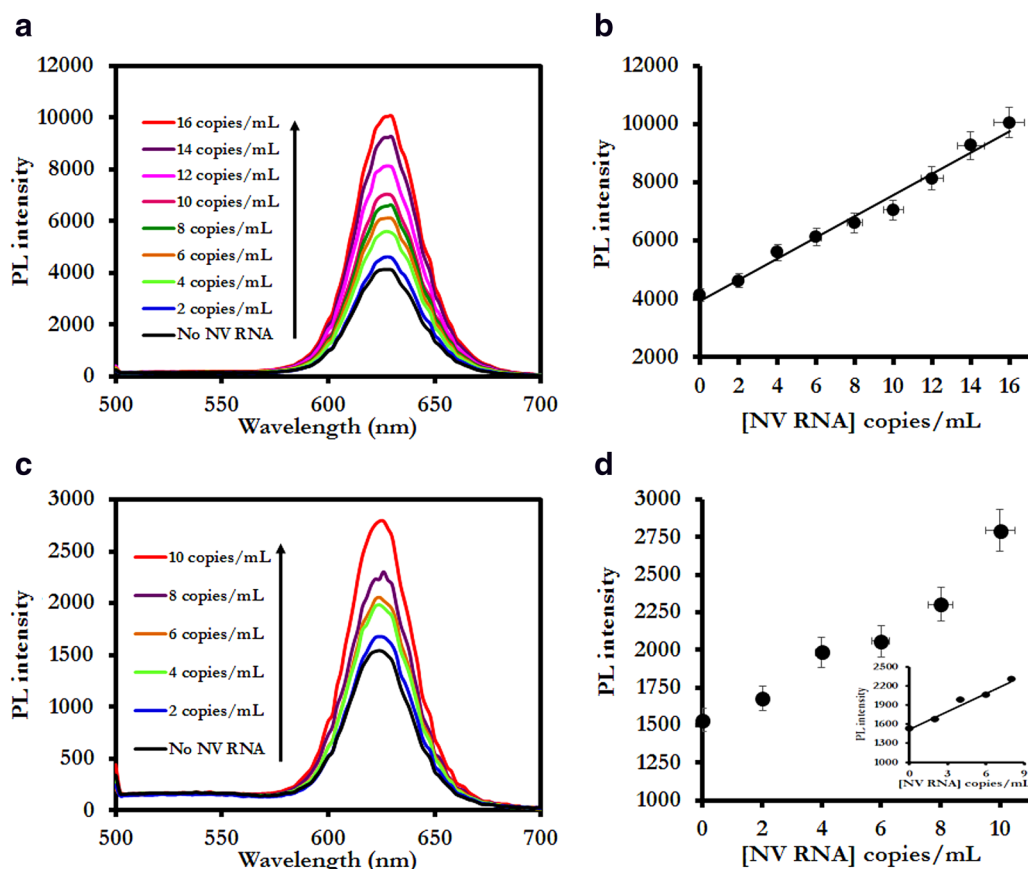 a
PL intensity
12000
10000
8000
6000
4000
2000
0
16 copies/mL
14 copies/mL
12 copies/mL
10 copies/mL
8 copies/mL
6 copies/mL
4 copies/mL
2 copies/mL
No NV RNA
500
550
600
650
700
Wavelength (nm)
b
PL intensity
12000
10000
8000
6000
4000
2000
0
2
4
6
8
10
12
14
16
[NV RNA] copies/mL
c
PL intensity
3000
2500
2000
1500
1000
500
0
10 copies/mL
8 copies/mL
6 copies/mL
4 copies/mL
2 copies/mL
No NV RNA
500
550
600
650
700
Wavelength (nm)
d
PL intensity
3000
2750
2500
2250
2000
1750
1500
1250
1000
0
2
4
6
8
10
[NV RNA] copies/mL
PL intensity
2500
2200
1900
1600
1300
1000
0
3
6
9
[NV RNA] copies/mL